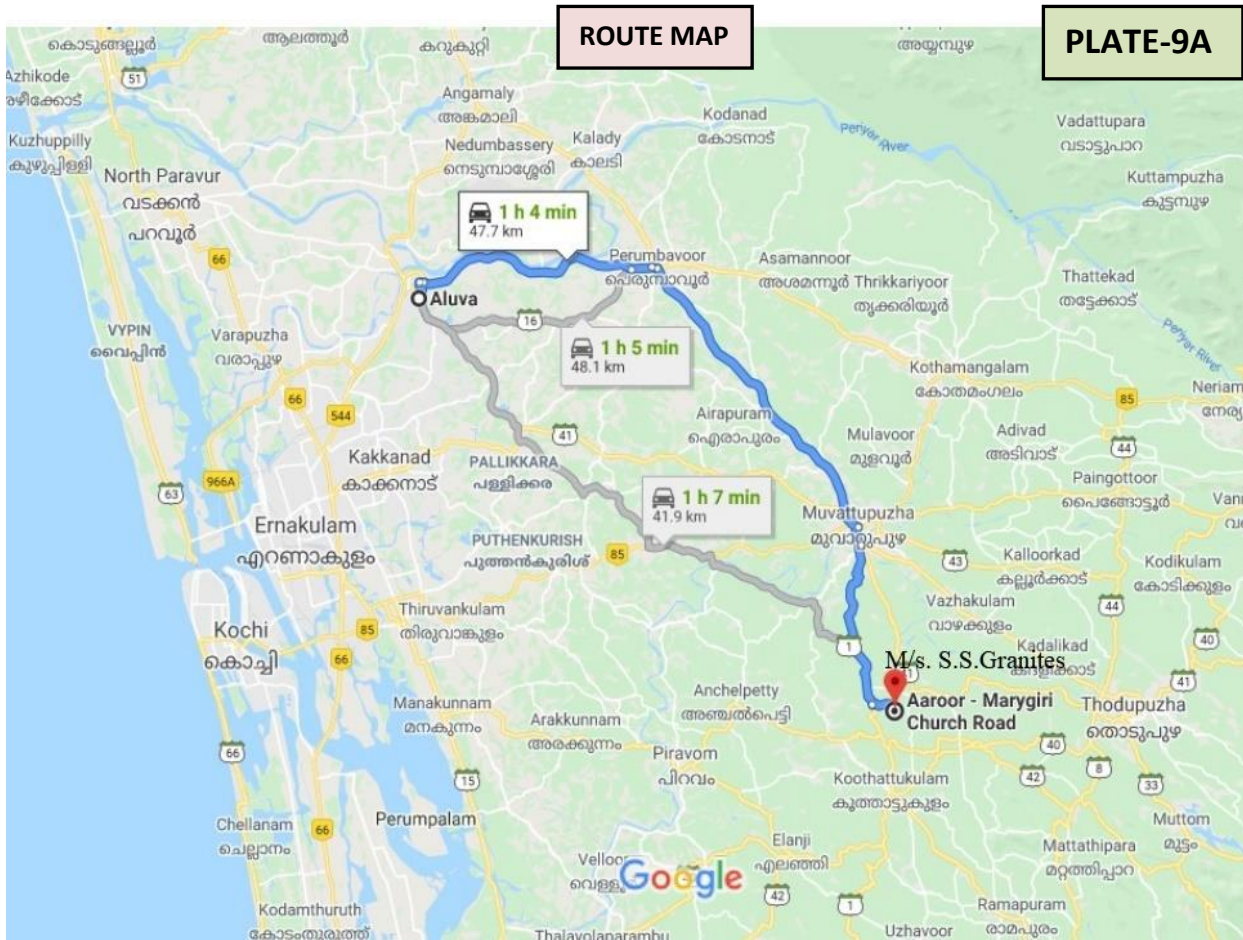 ROUTE MAP
PLATE-9A
കൊടുങ്ങല്ലൂർ
ആലത്തൂർ
കറുകുറ്റി
അയ്യമ്പുഴ
Azhikode
51
Angamaly
അങ്കമാലി
Kodanad
കോടനാട്
Vadattupara
വടാട്ടുപാറ
Kuzhuppilly
കുഴുപ്പിള്ളി
Nedumbassery
നെടുമ്പാശ്ശേരി
Kalady
കാലടി
Periyar River
North Paravur
വടക്കൻ
പറവൂർ
Kuttampuzha
കുട്ടമ്പുഴ
1 h 4 min
47.7 km
66
Perumbavoor
പെരുമ്പാവൂർ
Asamannoor
അശമന്നൂർ
Thrikkariyoor
തൃക്കരിയൂർ
Thattekad
തട്ടേക്കാട്
Aluva
16
VYPIN
വൈപ്പിൻ
Varapuzha
വരാപ്പുഴ
1 h 5 min
48.1 km
Periyar River
Kothamangalam
കോതമംഗലം
85
Neriam
നേര്യ
66
544
Airapuram
ഐരാപുരം
41
Mulavoor
മുളവൂർ
Adivad
അടിവാട്
44
Kakkanad
കാക്കനാട്
PALLIKKARA
പള്ളിക്കര
Paingottoor
പൈങ്ങോട്ടൂർ
966A
63
1 h 7 min
41.9 km
Muvattupuzha
മുവാറ്റുപുഴ
Ernakulam
എറണാകുളം
PUTHENKURISH
പുത്തൻകുരിശ്
85
43
Kalloorkad
കല്ലൂർക്കാട്
Kodikulam
കോടിക്കുളം
Thiruvankulam
തിരുവാങ്കുളം
Vazhakulam
വാഴക്കുളം
44
Kochi
കൊച്ചി
85
66
1
Kadalikad
40
M/s. S.S.Granites
Aaroor - Marygiri
Church Road
41
Manakunnam
മനകുന്നം
Anchelpetty
അഞ്ചൽപെട്ടി
Thodupuzha
തൊടുപുഴ
Arakkunnam
അരക്കുന്നം
66
15
Piravom
പിറവം
40
42
8
33
Koothattukulam
കൂത്താട്ടുകുളം
Chellanam
ചെല്ലാനം
66
Perumpalam
Muttom
മുട്ടം
Elanji
എലഞ്ഞി
Mattathipara
മറ്റത്തിപ്പാറ
Google
42
1
Kodamthuruth
കോടംതുരുത്ത്
Ramapuram
രാമപുരം
Thalayolaparambu
Uzhavoor